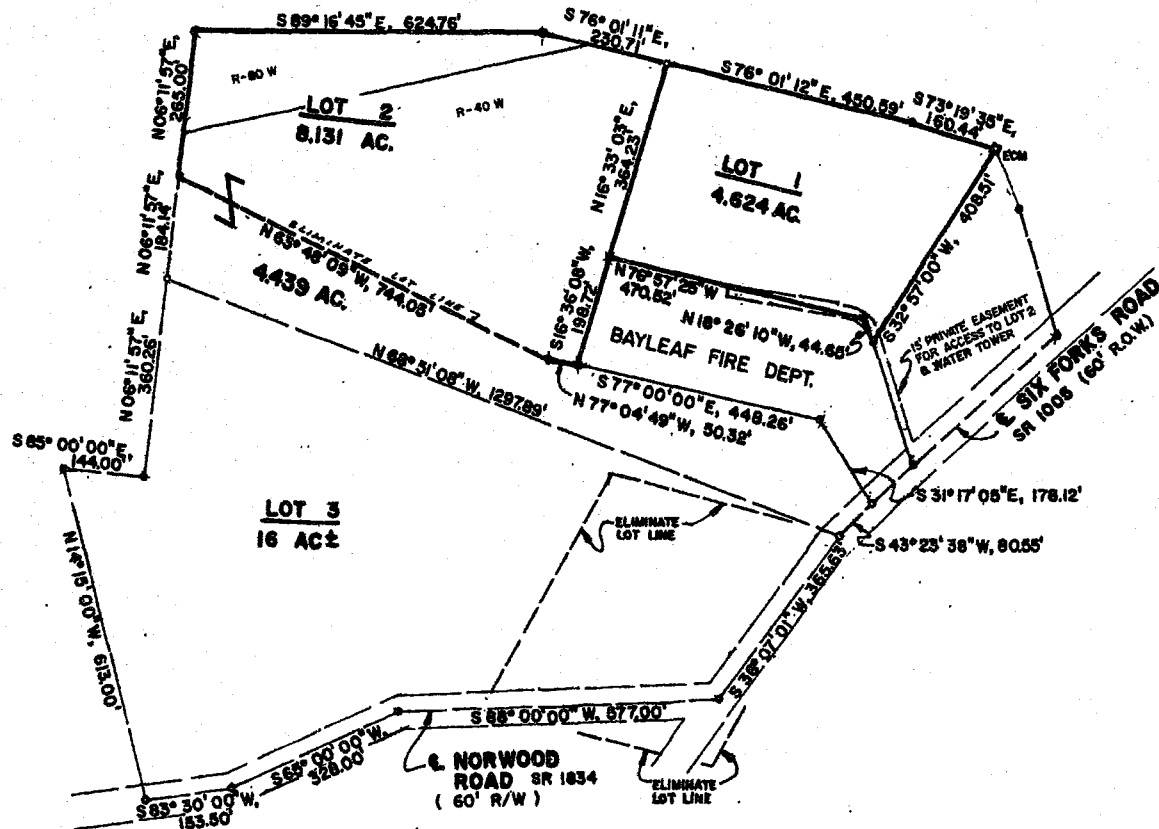 S 89° 16' 45" E, 624.76'
S 76° 01' 11" E,
230.71'
S 76° 01' 12" E, 450.59'
S 73° 19' 35" E,
160.44'
N 06° 11' 57" E,
265.00'
R-80 W
R-40 W
LOT 2
8.131 AC.
N 16° 33' 03" E,
364.23'
LOT 1
4.624 AC.
ECM
S 32° 57' 00" W, 408.51'
N 06° 11' 57" E,
184.14'
ELIMINATE LOT LINE
N 63° 48' 09" W, 744.08'
4.439 AC.
S 16° 36' 08" W,
198.72'
N 76° 57' 25" W
470.52'
N 18° 26' 10" W, 44.65'
BAYLEAF FIRE DEPT.
15' PRIVATE EASEMENT
FOR ACCESS TO LOT 2
& WATER TOWER
℄ SIX FORKS ROAD
SR 1005 (60' R.O.W.)
N 06° 11' 57" E,
360.26'
N 68° 51' 08" W, 1297.89'
S 77° 00' 00" E, 448.26'
N 77° 04' 49" W, 50.32'
S 85° 00' 00" E
144.00'
S 31° 17' 05" E, 178.12'
LOT 3
16 AC±
ELIMINATE
LOT LINE
S 43° 23' 38" W, 80.55'
N 14° 15' 00" W, 613.00'
S 36° 07' 01" W, 365.63'
S 88° 00' 00" W, 577.00'
S 65° 00' 00" W,
328.00'
℄ NORWOOD
ROAD SR 1834
( 60' R/W )
ELIMINATE
LOT LINE
S 83° 30' 00" W,
153.50'